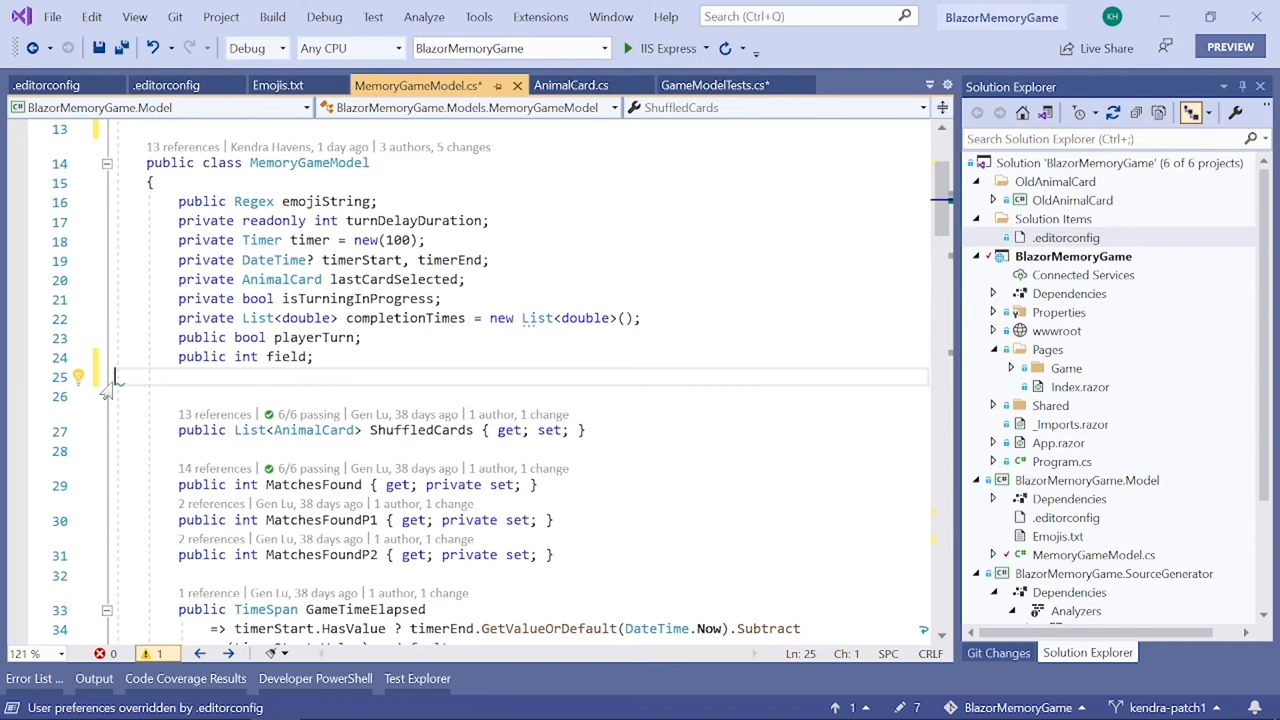 File Edit View Git Project Build Debug Test Analyze Tools Extensions Window Help Search (Ctrl+Q) BlazorMemoryGame KH
Debug Any CPU BlazorMemoryGame IIS Express Live Share PREVIEW
.editorconfig .editorconfig Emojis.txt MemoryGameModel.cs* AnimalCard.cs GameModelTests.cs*
BlazorMemoryGame.Model BlazorMemoryGame.Models.MemoryGameModel ShuffledCards
13
13 references | Kendra Havens, 1 day ago | 3 authors, 5 changes
14 public class MemoryGameModel
15 {
16 public Regex emojiString;
17 private readonly int turnDelayDuration;
18 private Timer timer = new(100);
19 private DateTime? timerStart, timerEnd;
20 private AnimalCard lastCardSelected;
21 private bool isTurningInProgress;
22 private List<double> completionTimes = new List<double>();
23 public bool playerTurn;
24 public int field;
25
26
13 references | 6/6 passing | Gen Lu, 38 days ago | 1 author, 1 change
27 public List<AnimalCard> ShuffledCards { get; set; }
28
14 references | 6/6 passing | Gen Lu, 38 days ago | 1 author, 1 change
29 public int MatchesFound { get; private set; }
2 references | Gen Lu, 38 days ago | 1 author, 1 change
30 public int MatchesFoundP1 { get; private set; }
2 references | Gen Lu, 38 days ago | 1 author, 1 change
31 public int MatchesFoundP2 { get; private set; }
32
1 reference | Gen Lu, 38 days ago | 1 author, 1 change
33 public TimeSpan GameTimeElapsed
34 => timerStart.HasValue ? timerEnd.GetValueOrDefault(DateTime.Now).Subtract
121 % 0 1 Ln: 25 Ch: 1 SPC CRLF
Solution Explorer
Search Solution Explorer (Ctrl+;)
Solution 'BlazorMemoryGame' (6 of 6 projects)
OldAnimalCard
OldAnimalCard
Solution Items
.editorconfig
BlazorMemoryGame
Connected Services
Dependencies
Properties
wwwroot
Pages
Game
Index.razor
Shared
_Imports.razor
App.razor
Program.cs
BlazorMemoryGame.Model
Dependencies
.editorconfig
Emojis.txt
MemoryGameModel.cs
BlazorMemoryGame.SourceGenerator
Dependencies
Analyzers
Git Changes Solution Explorer
Error List ... Output Code Coverage Results Developer PowerShell Test Explorer
User preferences overridden by .editorconfig 1 7 BlazorMemoryGame kendra-patch1